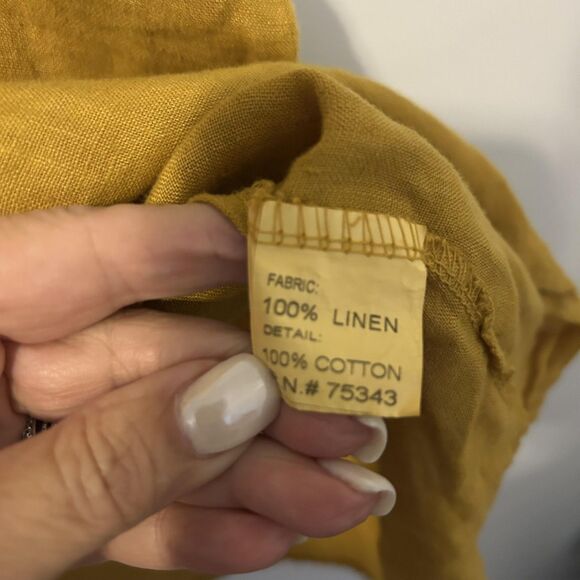 FABRIC:
100% LINEN
DETAIL:
100% COTTON
.N.# 75343